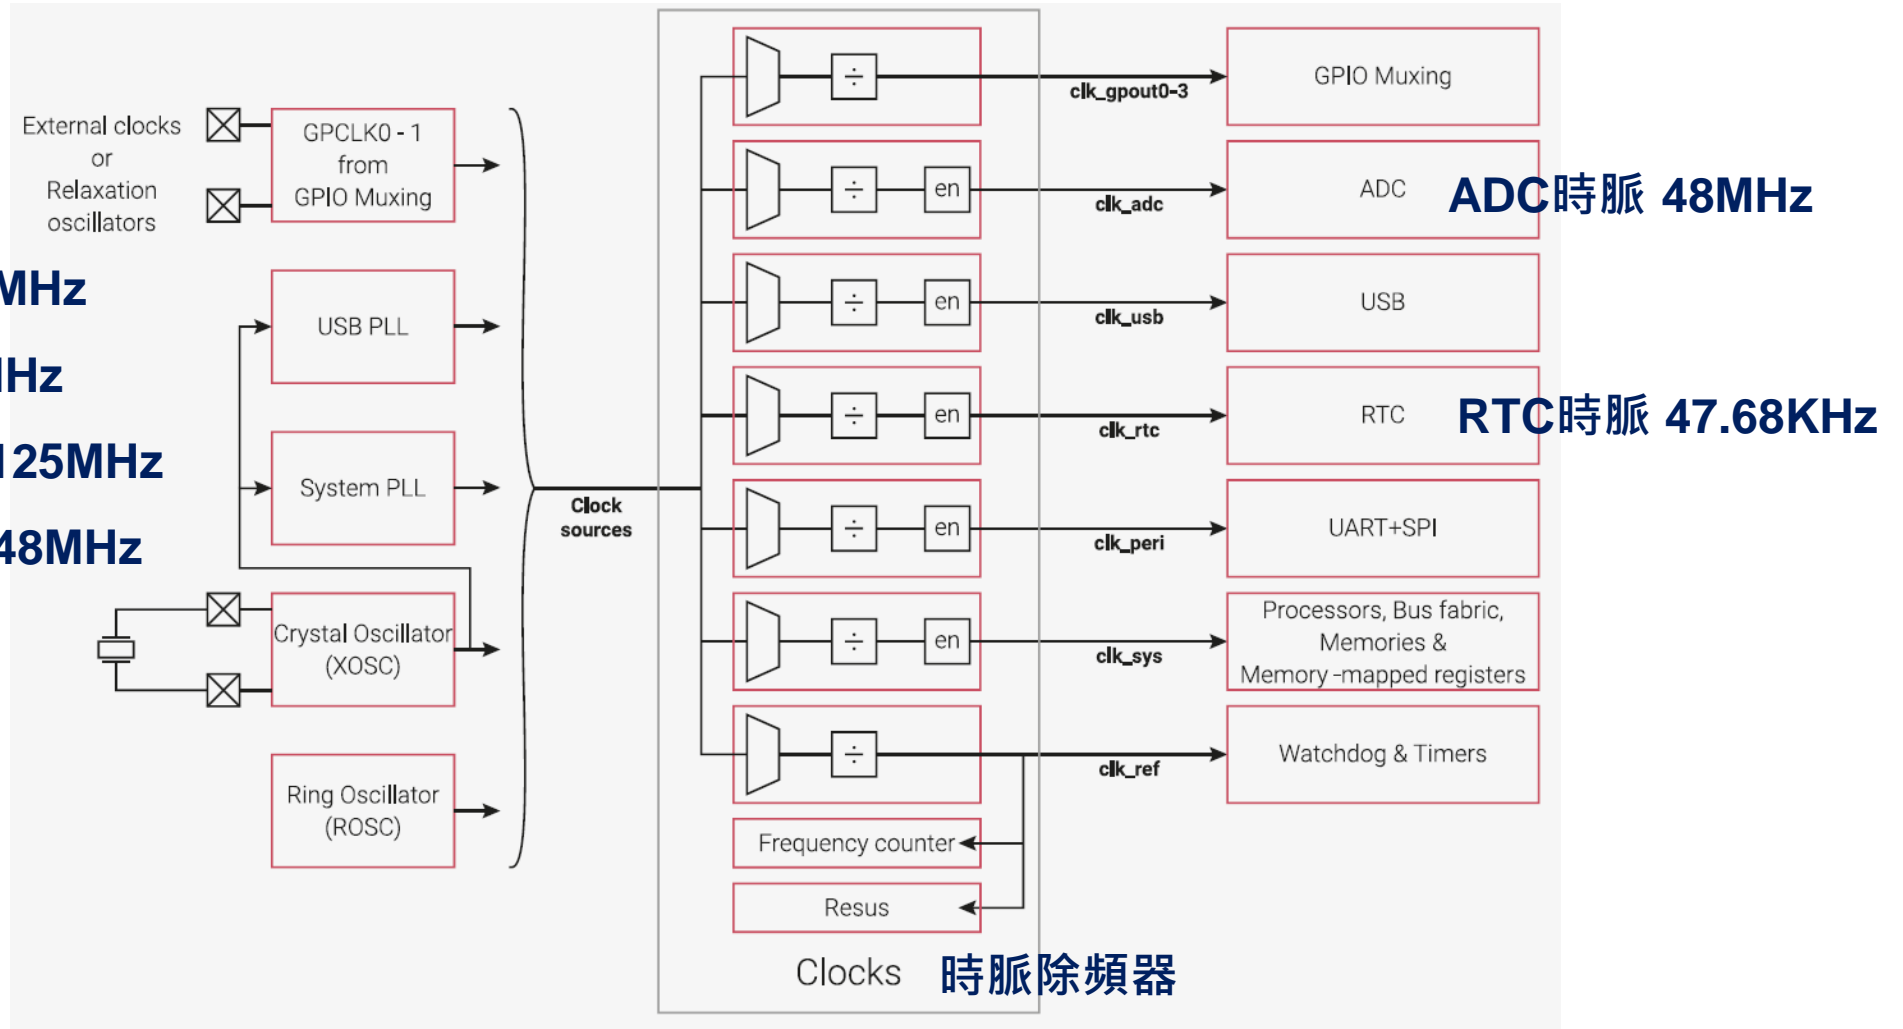 External clocks
or
Relaxation
oscillators
GPCLK0 - 1
from
GPIO Muxing
MHz
USB PLL
MHz
125MHz
System PLL
48MHz
Crystal Oscillator
(XOSC)
Ring Oscillator
(ROSC)
Clock
sources
÷
clk_gpout0-3
GPIO Muxing
÷
en
clk_adc
ADC
ADC時脈 48MHz
÷
en
clk_usb
USB
÷
en
clk_rtc
RTC
RTC時脈 47.68KHz
÷
en
clk_peri
UART+SPI
÷
en
clk_sys
Processors, Bus fabric,
Memories &
Memory -mapped registers
÷
clk_ref
Watchdog & Timers
Frequency counter
Resus
Clocks
時脈除頻器